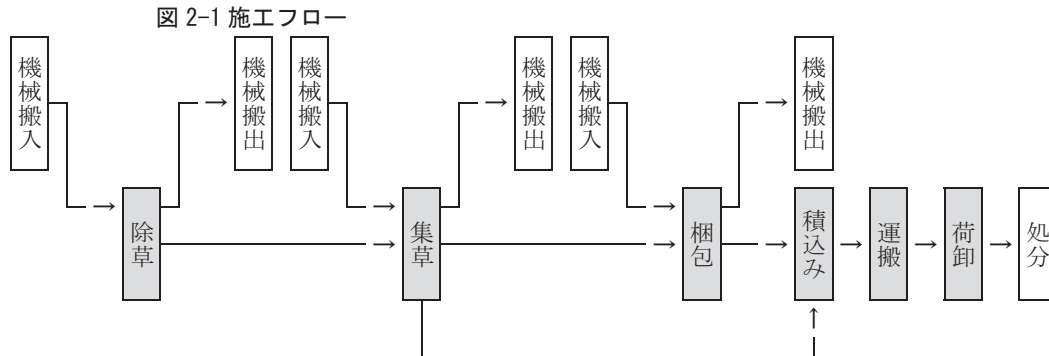 図 2-1 施工フロー
機械搬入
機械搬出
機械搬入
機械搬出
機械搬入
機械搬出
除草
集草
梱包
積込み
運搬
荷卸
処分